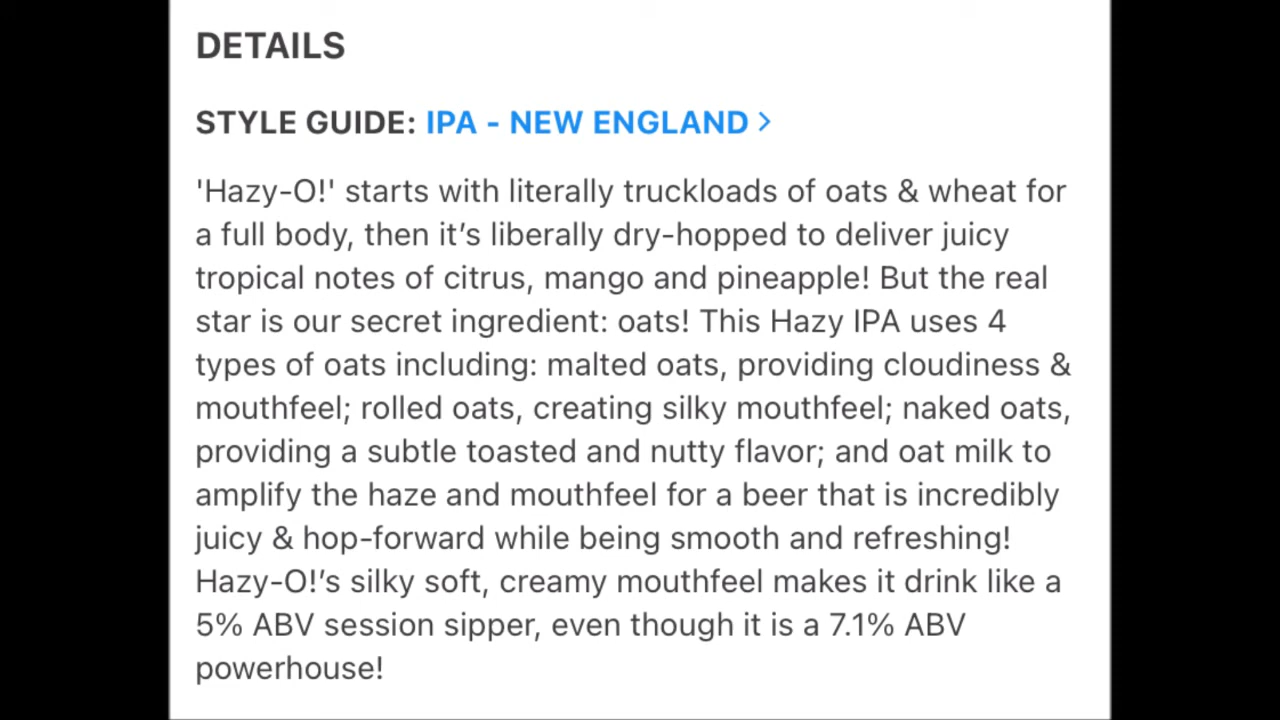 DETAILS
STYLE GUIDE: IPA - NEW ENGLAND >
'Hazy-O!' starts with literally truckloads of oats & wheat for
a full body, then it’s liberally dry-hopped to deliver juicy
tropical notes of citrus, mango and pineapple! But the real
star is our secret ingredient: oats! This Hazy IPA uses 4
types of oats including: malted oats, providing cloudiness &
mouthfeel; rolled oats, creating silky mouthfeel; naked oats,
providing a subtle toasted and nutty flavor; and oat milk to
amplify the haze and mouthfeel for a beer that is incredibly
juicy & hop-forward while being smooth and refreshing!
Hazy-O!’s silky soft, creamy mouthfeel makes it drink like a
5% ABV session sipper, even though it is a 7.1% ABV
powerhouse!